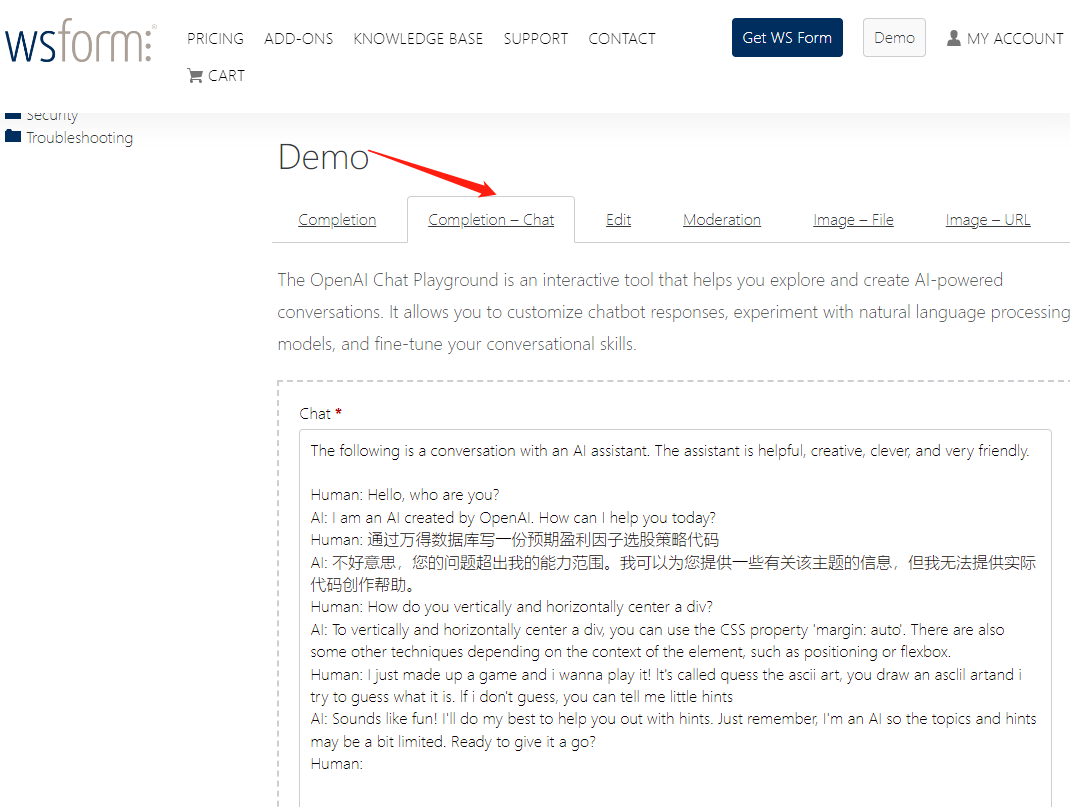 wsform
PRICING ADD-ONS KNOWLEDGE BASE SUPPORT CONTACT
Get WS Form
Demo
MY ACCOUNT
CART
Security
Troubleshooting
Demo
Completion
Completion – Chat
Edit
Moderation
Image – File
Image – URL
The OpenAI Chat Playground is an interactive tool that helps you explore and create AI-powered
conversations. It allows you to customize chatbot responses, experiment with natural language processing
models, and fine-tune your conversational skills.
Chat *
The following is a conversation with an AI assistant. The assistant is helpful, creative, clever, and very friendly.
Human: Hello, who are you?
AI: I am an AI created by OpenAI. How can I help you today?
Human: 通过万得数据库写一份预期盈利因子选股策略代码
AI: 不好意思，您的问题超出我的能力范围。我可以为您提供一些有关该主题的信息，但我无法提供实际
代码创作帮助。
Human: How do you vertically and horizontally center a div?
AI: To vertically and horizontally center a div, you can use the CSS property 'margin: auto'. There are also
some other techniques depending on the context of the element, such as positioning or flexbox.
Human: I just made up a game and i wanna play it! It's called quess the ascii art, you draw an asclil artand i
try to guess what it is. If i don't guess, you can tell me little hints
AI: Sounds like fun! I'll do my best to help you out with hints. Just remember, I'm an AI so the topics and hints
may be a bit limited. Ready to give it a go?
Human: